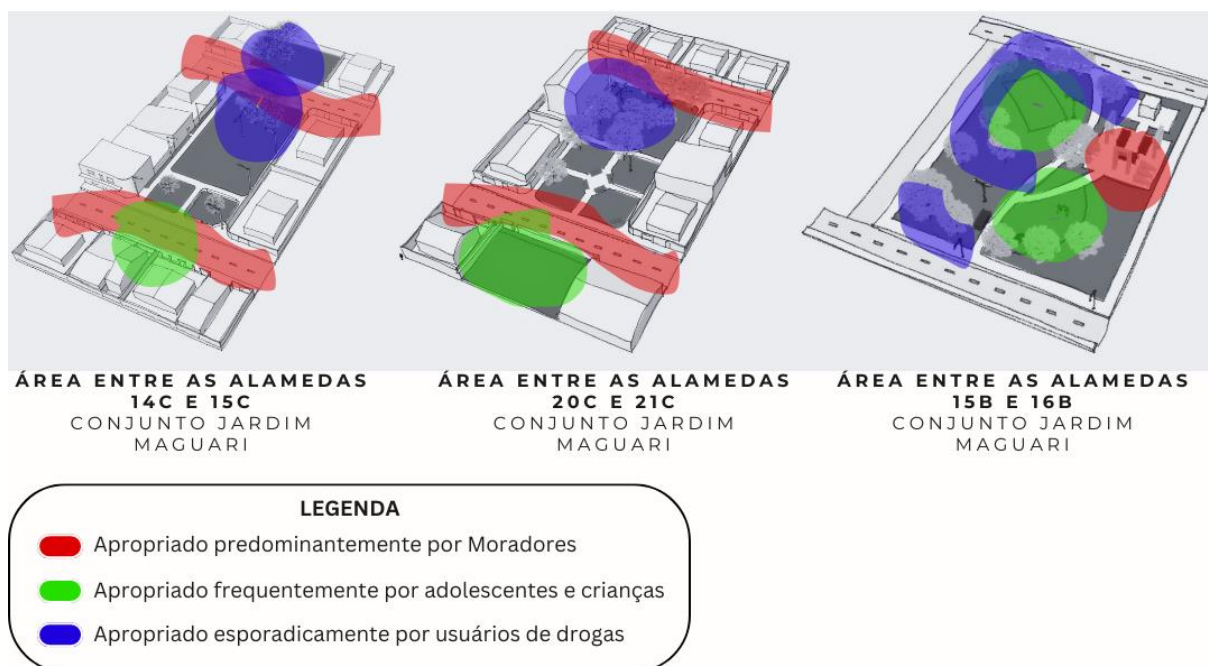 ÁREA ENTRE AS ALAMEDAS
14C E 15C
CONJUNTO JARDIM
MAGUARI
ÁREA ENTRE AS ALAMEDAS
20C E 21C
CONJUNTO JARDIM
MAGUARI
ÁREA ENTRE AS ALAMEDAS
15B E 16B
CONJUNTO JARDIM
MAGUARI
LEGENDA
Apropriado predominantemente por Moradores
Apropriado frequentemente por adolescentes e crianças
Apropriado esporadicamente por usuários de drogas